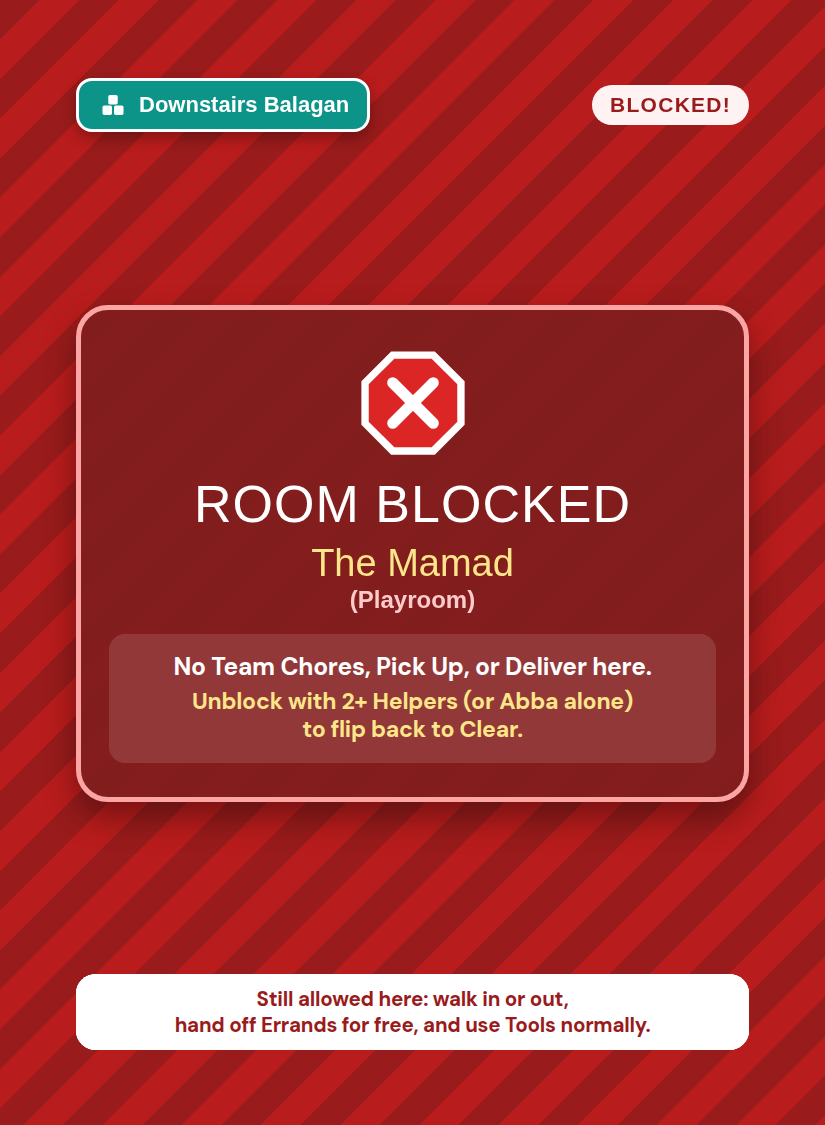 Downstairs Balagan
BLOCKED!
ROOM BLOCKED
The Mamad
(Playroom)
No Team Chores, Pick Up, or Deliver here.
Unblock with 2+ Helpers (or Abba alone)
to flip back to Clear.
Still allowed here: walk in or out,
hand off Errands for free, and use Tools normally.